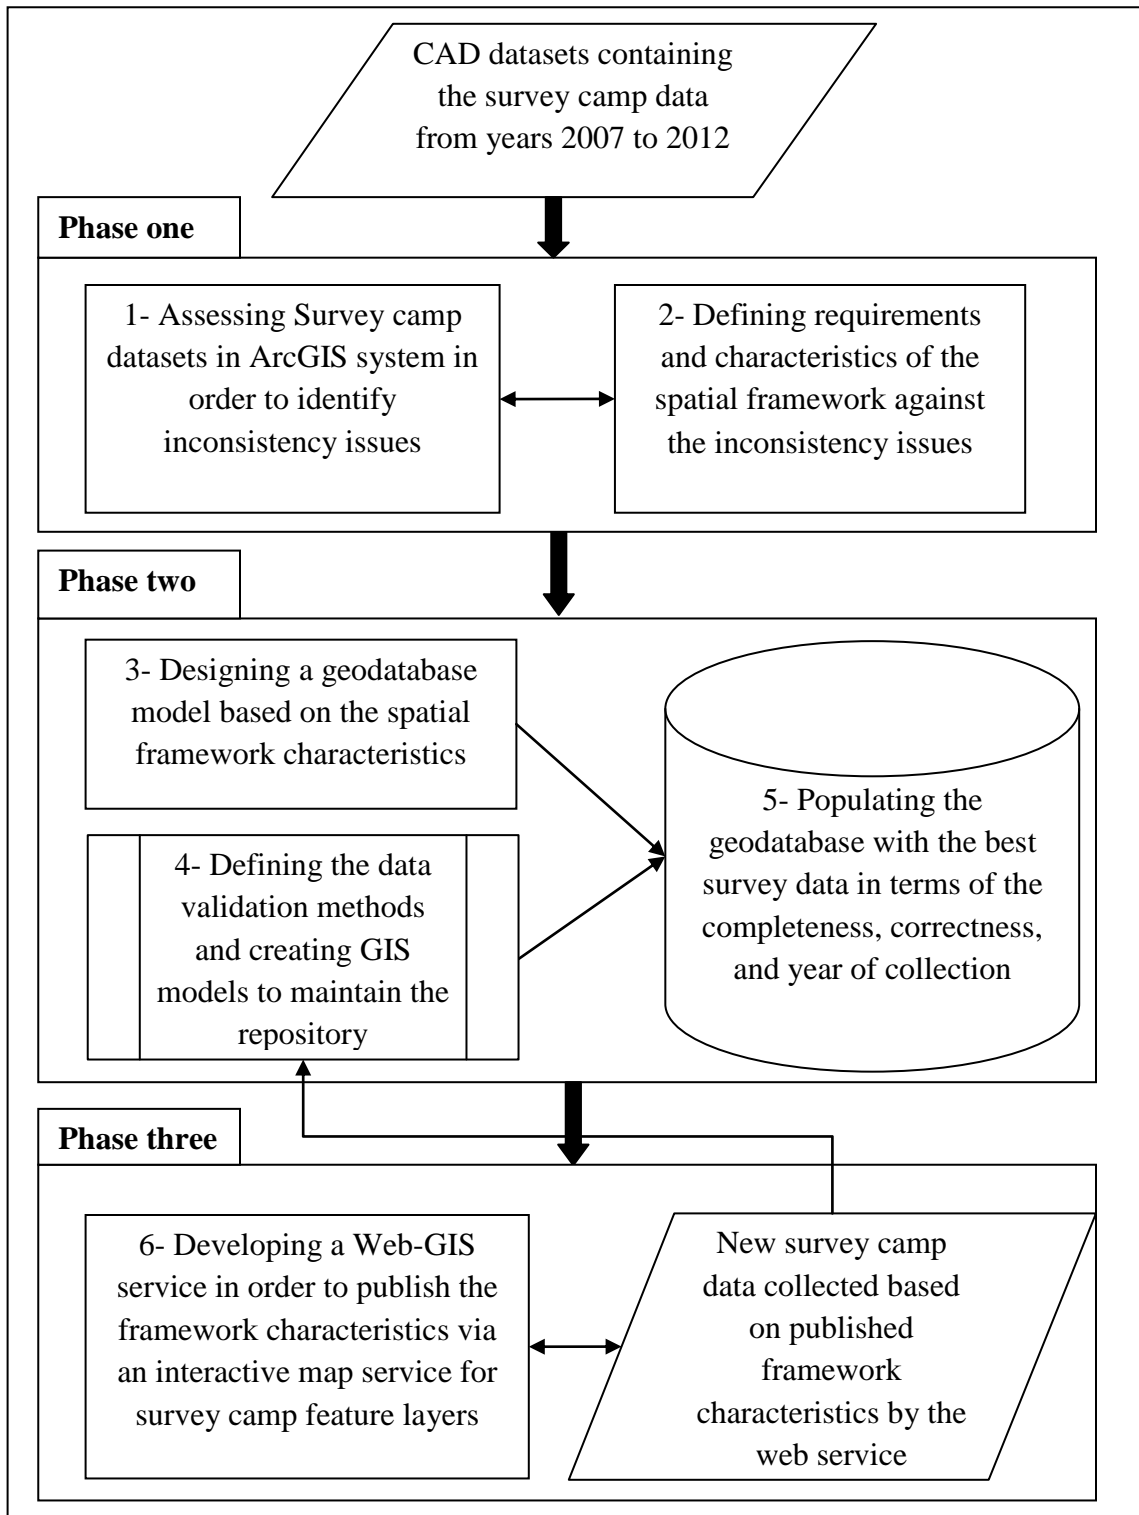 CAD datasets containing
the survey camp data
from years 2007 to 2012
Phase one
1- Assessing Survey camp
datasets in ArcGIS system in
order to identify
inconsistency issues
2- Defining requirements
and characteristics of the
spatial framework against
the inconsistency issues
Phase two
3- Designing a geodatabase
model based on the spatial
framework characteristics
4- Defining the data
validation methods
and creating GIS
models to maintain the
repository
5- Populating the
geodatabase with the best
survey data in terms of the
completeness, correctness,
and year of collection
Phase three
6- Developing a Web-GIS
service in order to publish the
framework characteristics via
an interactive map service for
survey camp feature layers
New survey camp
data collected based
on published
framework
characteristics by the
web service